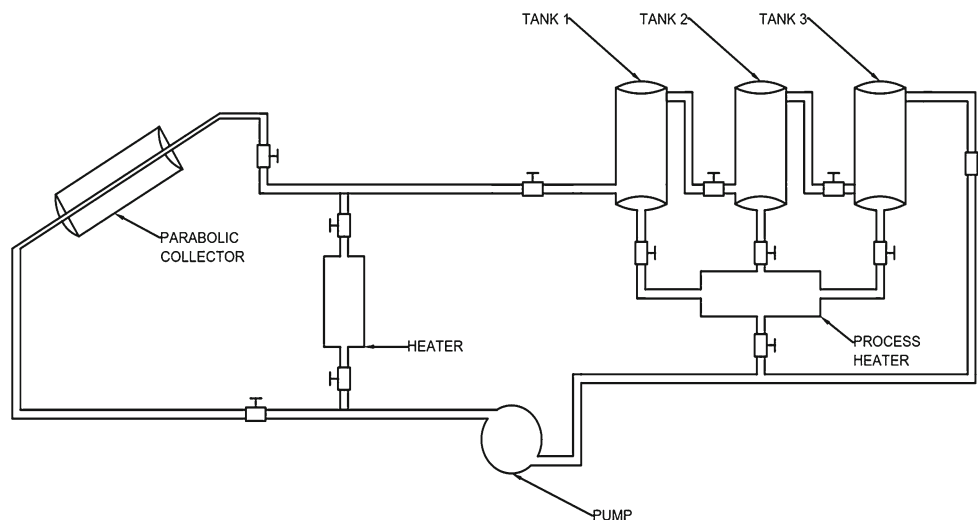 TANK 1
TANK 2
TANK 3
PARABOLIC
COLLECTOR
HEATER
PROCESS
HEATER
PUMP